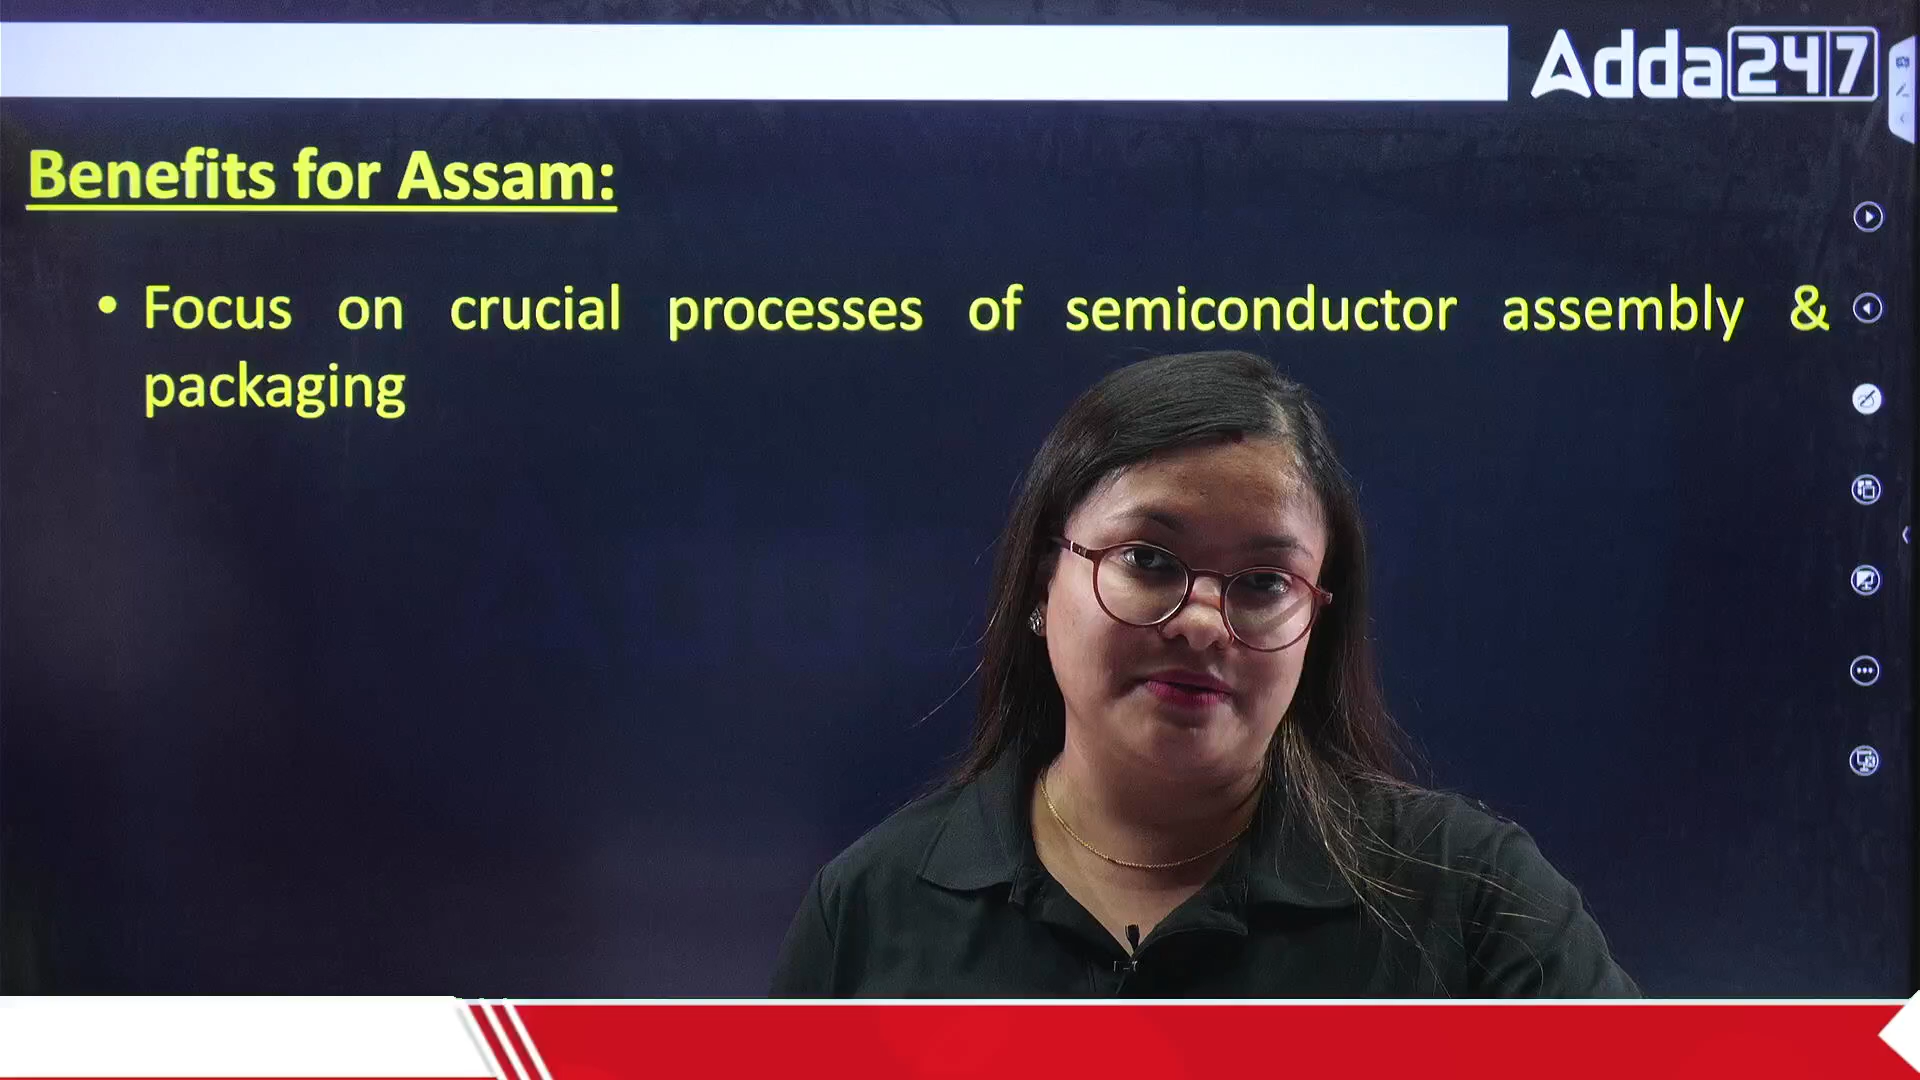 Adda247
Benefits for Assam:
• Focus on crucial processes of semiconductor assembly &
packaging